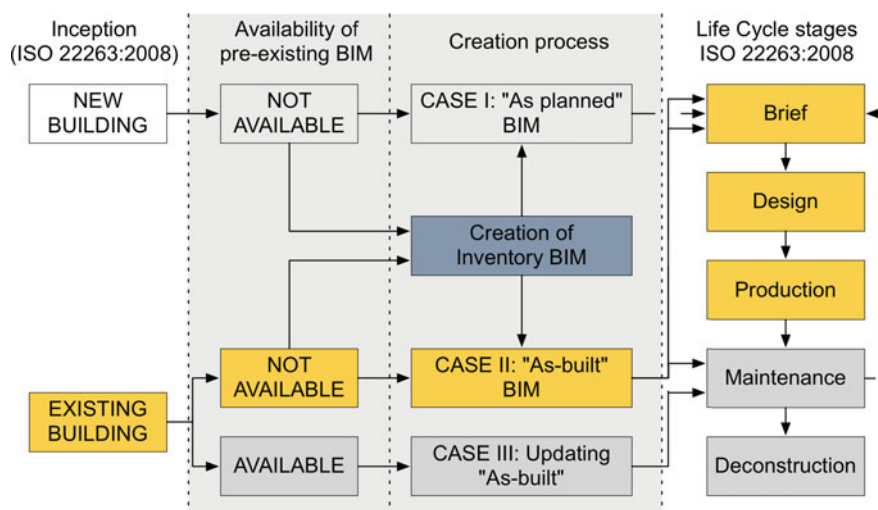 Inception
(ISO 22263:2008)
Availability of
pre-existing BIM
Creation process
Life Cycle stages
ISO 22263:2008
NEW
BUILDING
NOT
AVAILABLE
CASE I: "As planned"
BIM
Brief
Design
Creation of
Inventory BIM
Production
EXISTING
BUILDING
NOT
AVAILABLE
CASE II: "As-built"
BIM
Maintenance
AVAILABLE
CASE III: Updating
"As-built"
Deconstruction